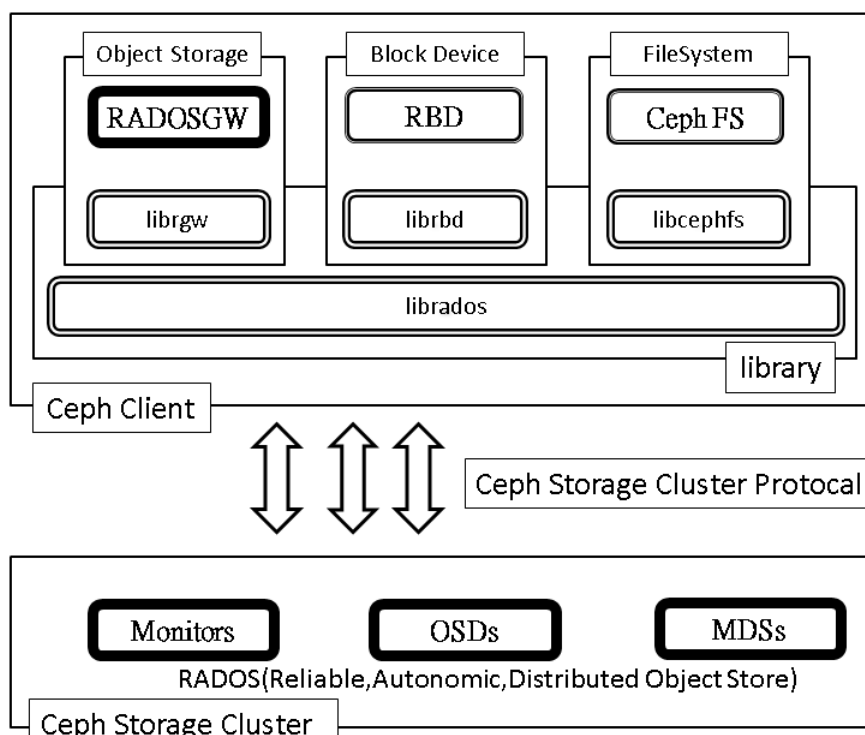 Object Storage
Block Device
FileSystem
RADOSGW
RBD
Ceph FS
librgw
librbd
libcephfs
librados
library
Ceph Client
Ceph Storage Cluster Protocal
Monitors
OSDs
MDSs
RADOS(Reliable,Autonomic,Distributed Object Store)
Ceph Storage Cluster